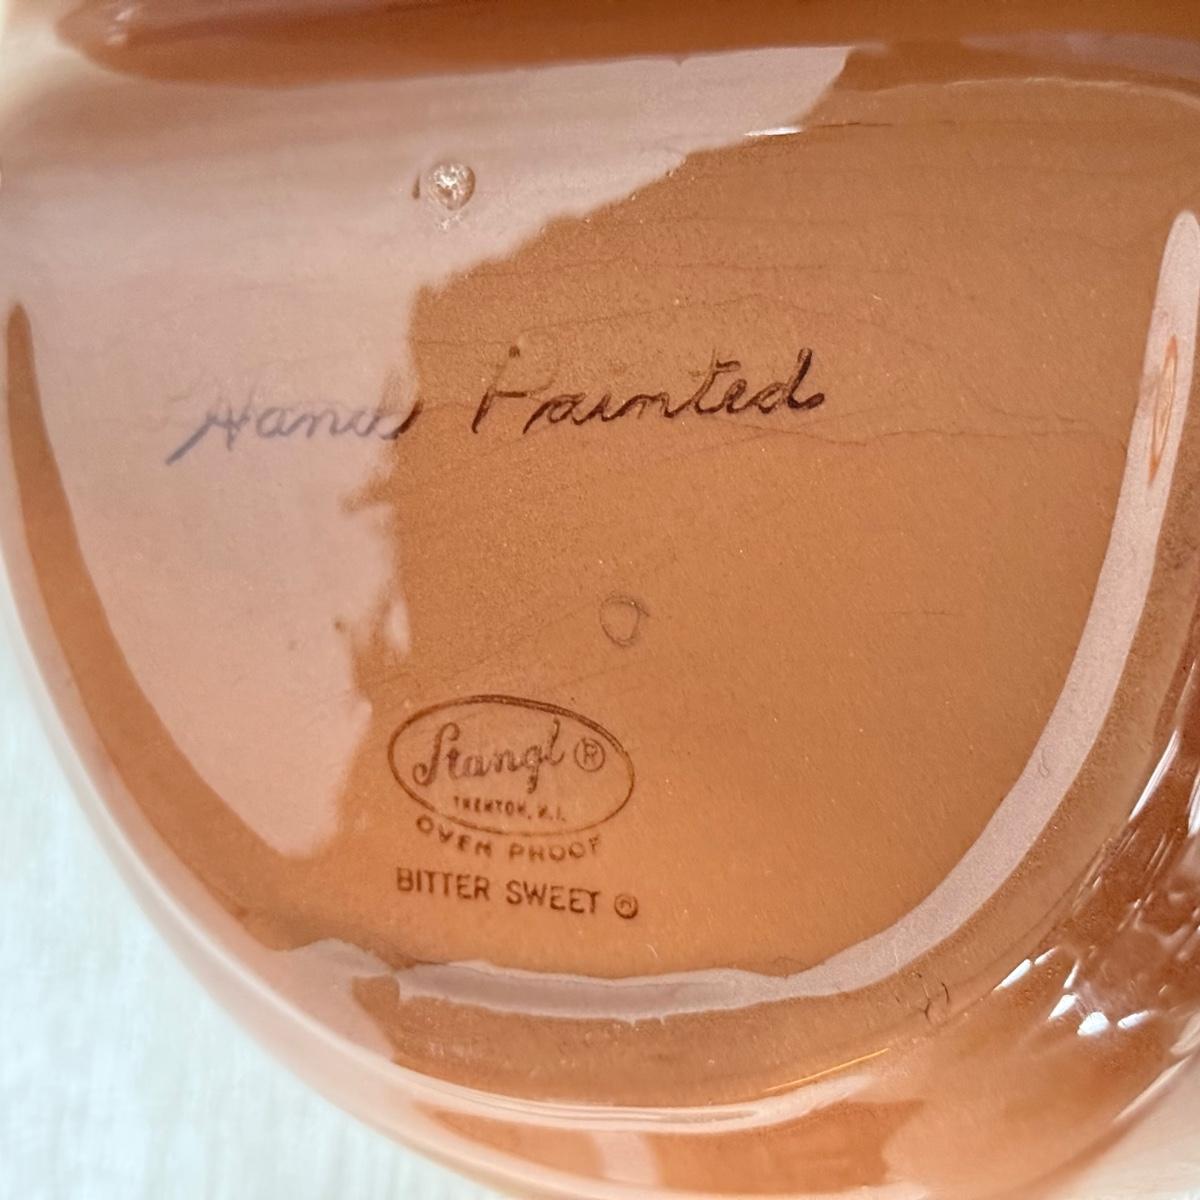 Hand Painted
Stangl ®
TRENTON, N.J.
OVEN PROOF
BITTER SWEET ©